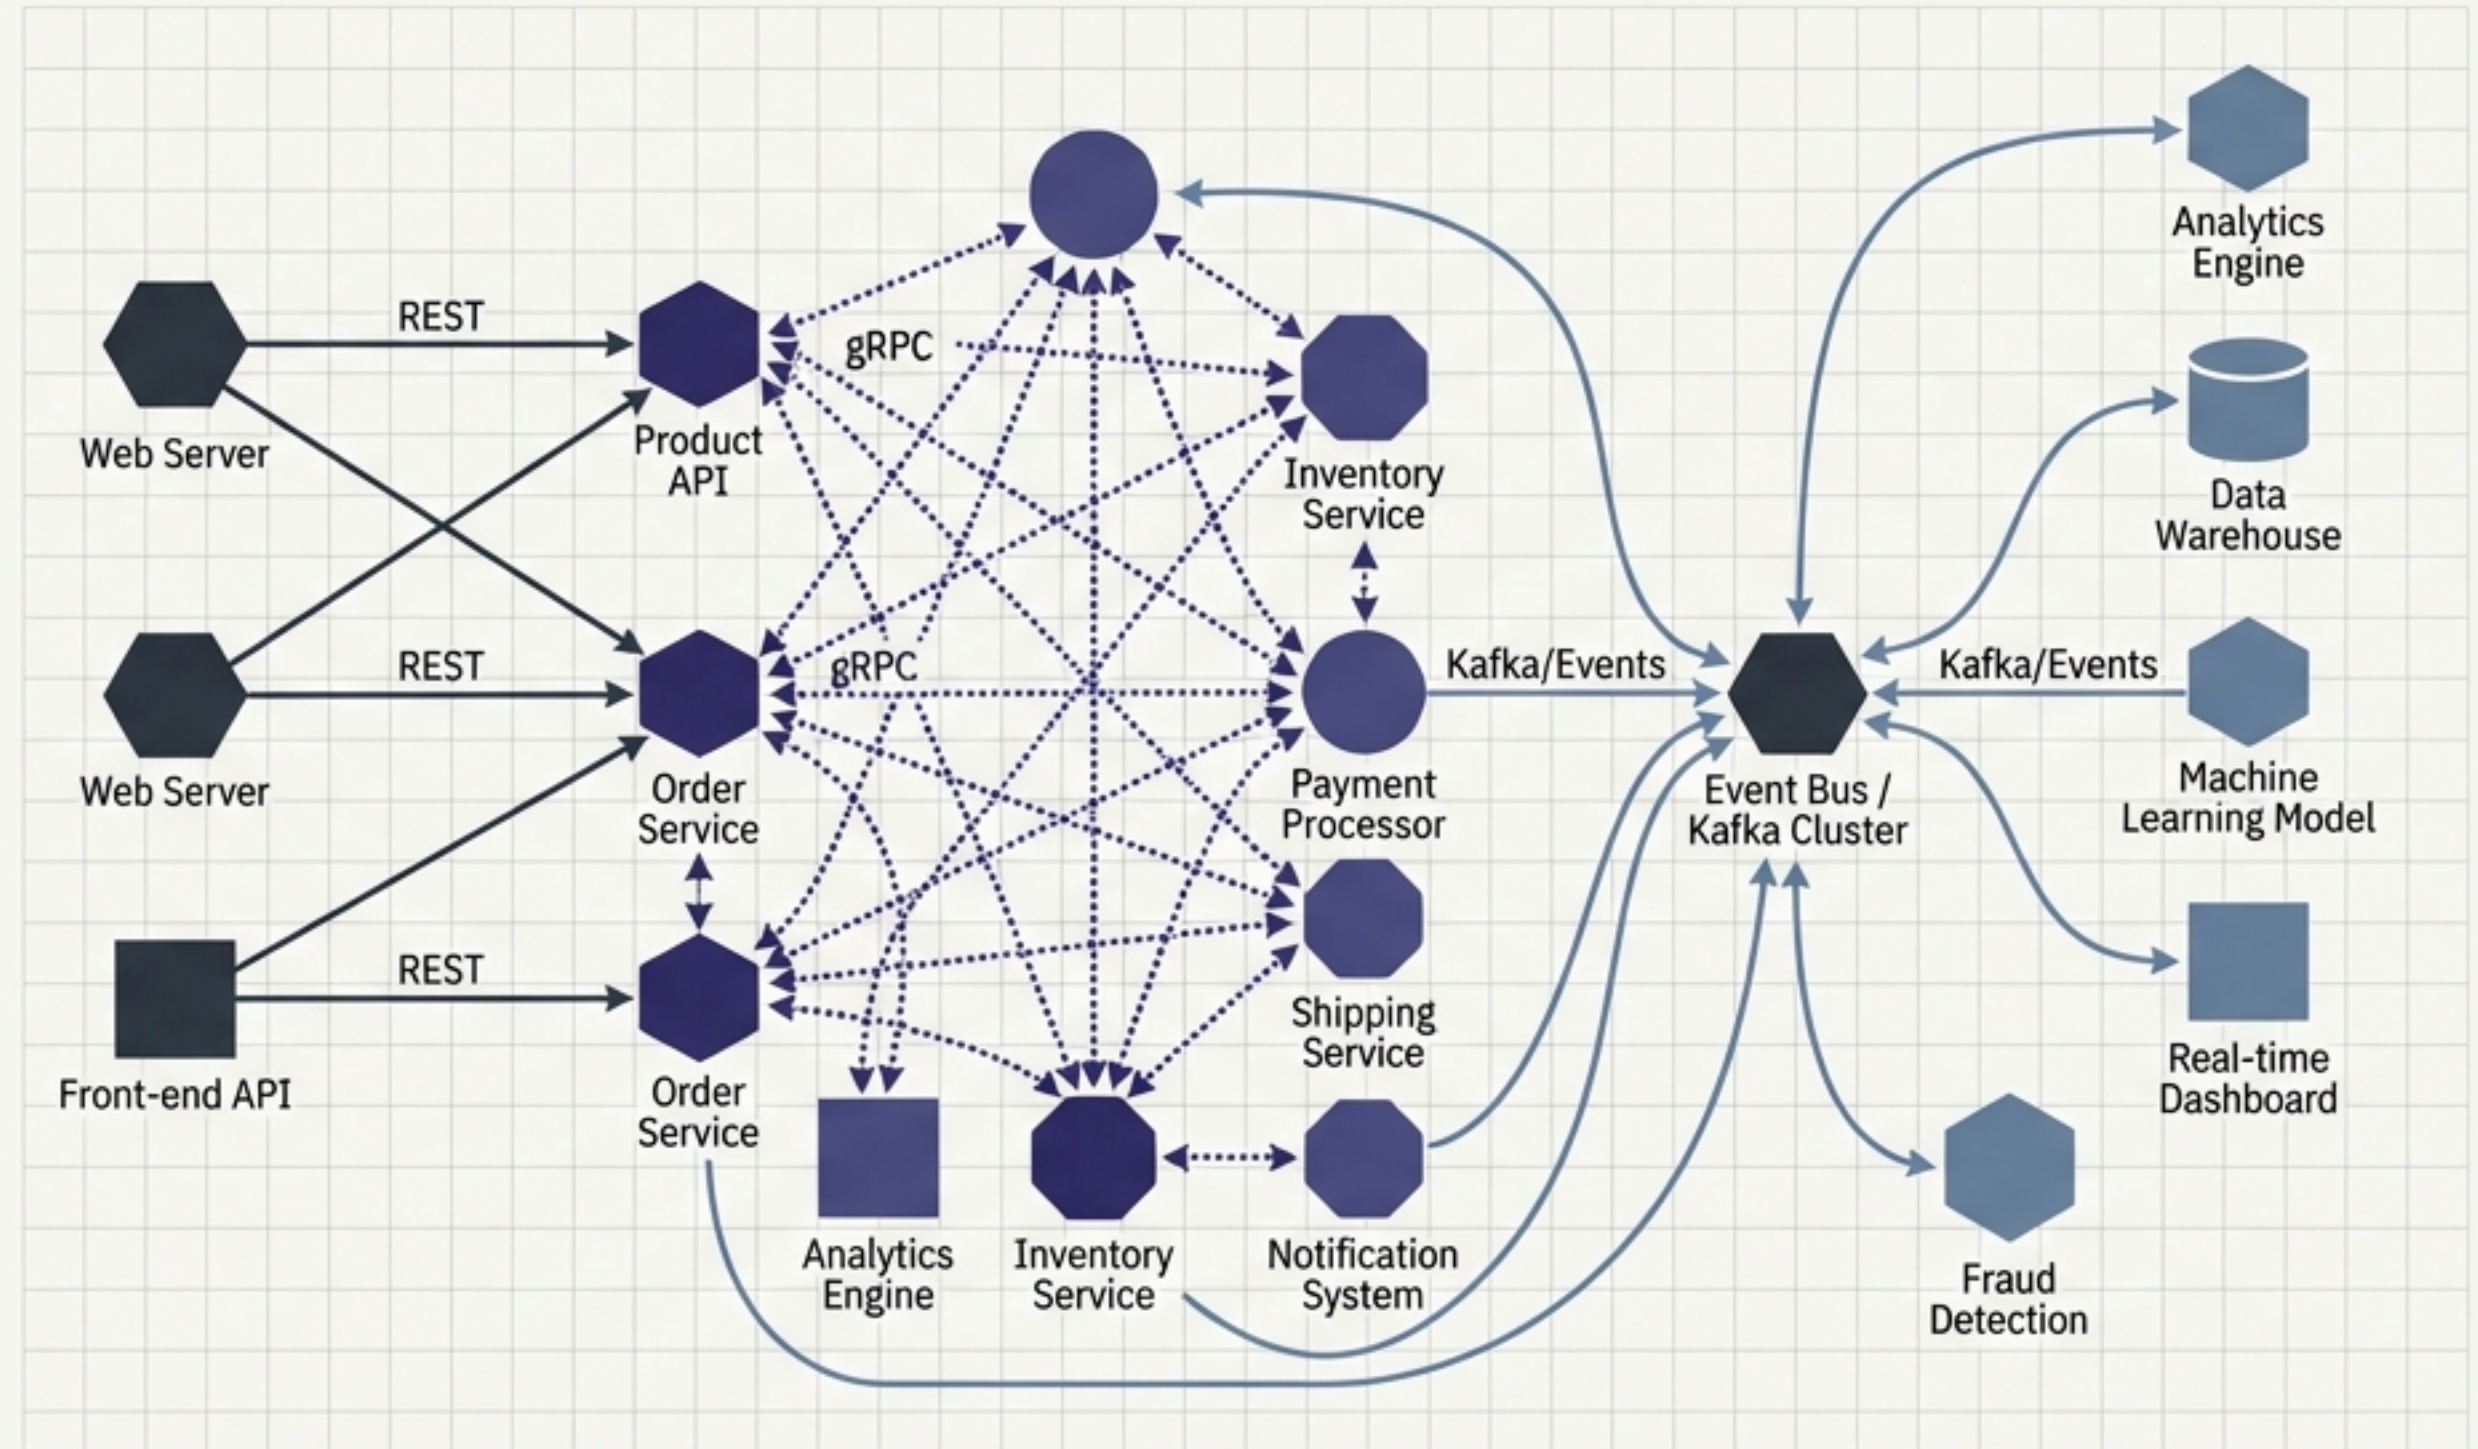 Analytics
Engine
REST
gRPC
Web Server
Product
API
Inventory
Service
Data
Warehouse
REST
gRPC
Kafka/Events
Kafka/Events
Web Server
Order
Service
Payment
Processor
Event Bus /
Kafka Cluster
Machine
Learning Model
REST
Front-end API
Order
Service
Shipping
Service
Real-time
Dashboard
Analytics
Engine
Inventory
Service
Notification
System
Fraud
Detection